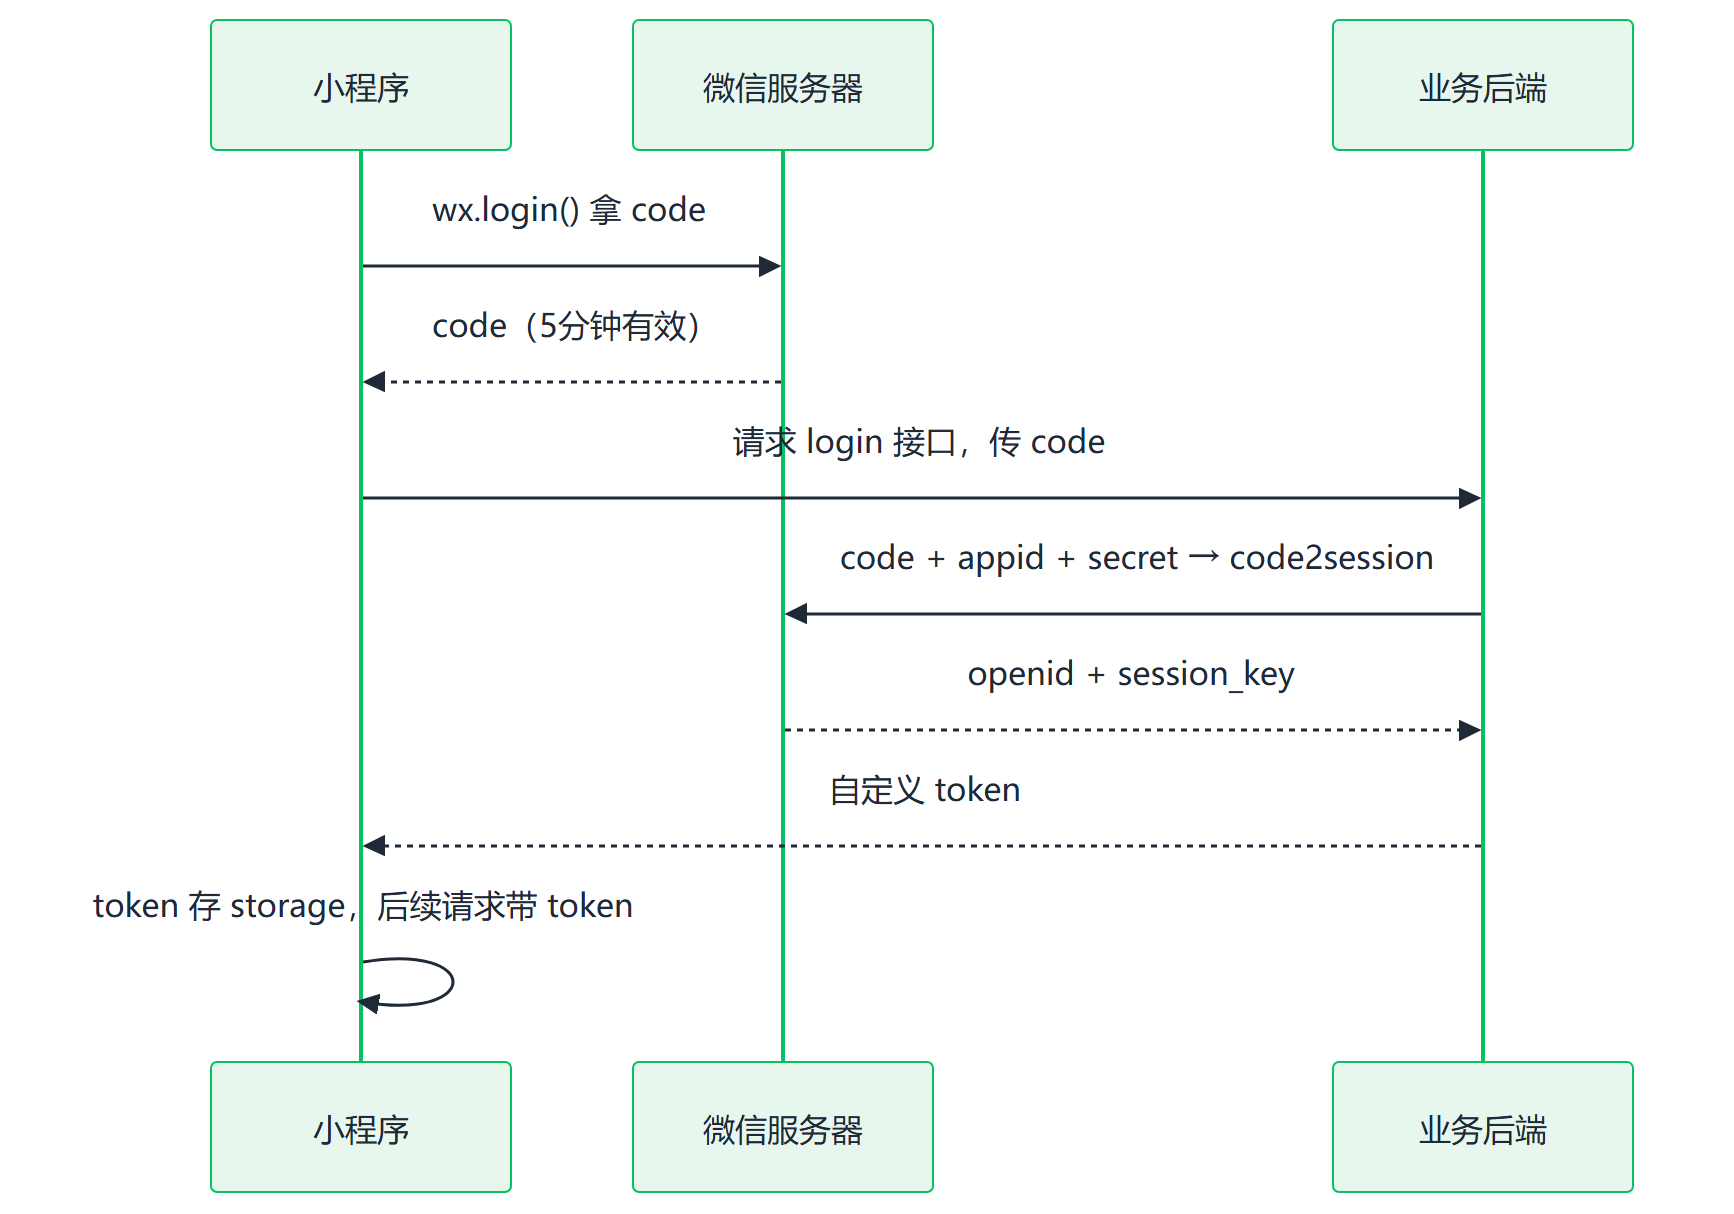 小程序
微信服务器
业务后端
wx.login() 拿 code
code（5分钟有效）
请求 login 接口，传 code
code + appid + secret → code2session
openid + session_key
自定义 token
token 存 storage，后续请求带 token
小程序
微信服务器
业务后端